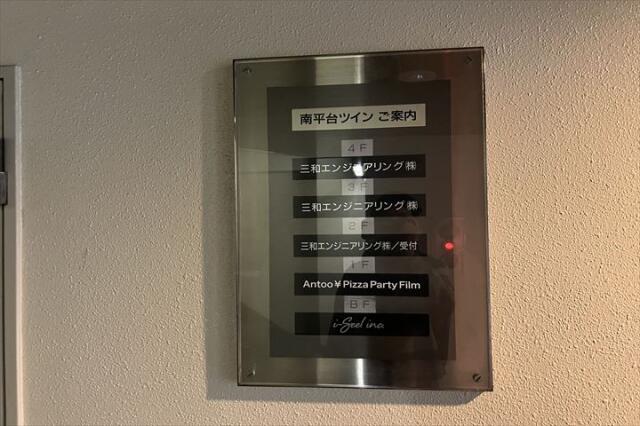 南平台ツイン ご案内
4F
三和エンジニアリング㈱
3F
三和エンジニアリング㈱
2F
三和エンジニアリング㈱／受付
1F
Antoo¥Pizza Party Film
BF
i-Seel inc.